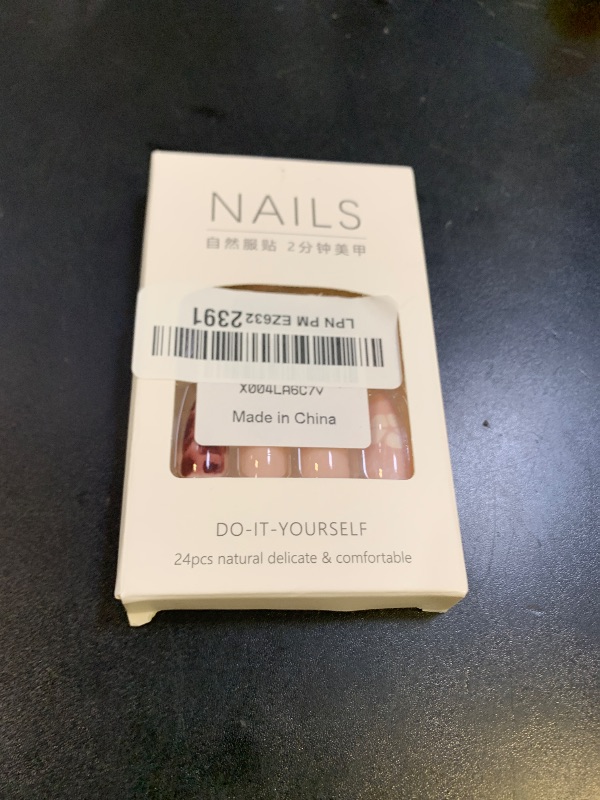 NAILS
自然服贴 2分钟美甲
LPN PM EZ6322391
X004LA6C7V
Made in China
DO-IT-YOURSELF
24pcs natural delicate & comfortable